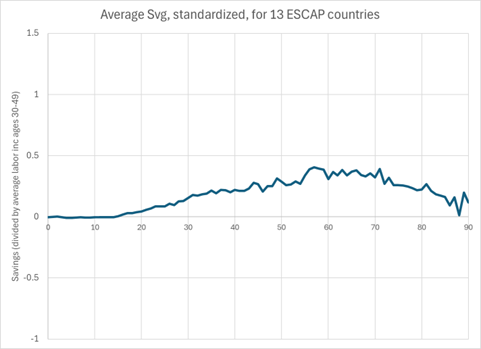 Average Svg, standardized, for 13 ESCAP countries
Savings (divided by average labor inc ages 30-49)
1.5
1
0.5
0
-0.5
-1
0 10 20 30 40 50 60 70 80 90